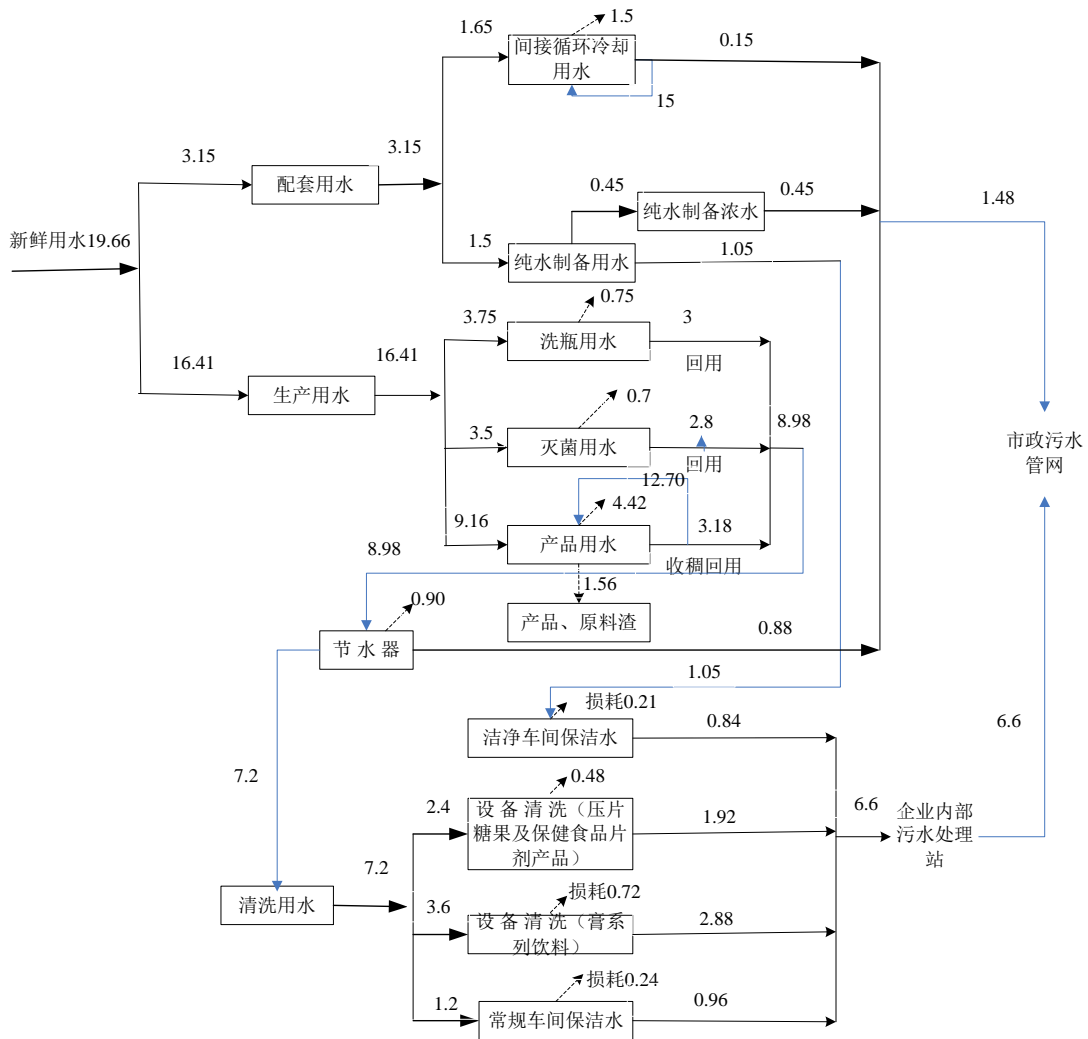 1.5
1.65
间接循环冷却
用水
0.15
15
3.15
配套用水
3.15
0.45
纯水制备浓水
0.45
1.48
新鲜用水19.66
1.5
纯水制备用水
1.05
0.75
3.75
洗瓶用水
3
回用
16.41
生产用水
16.41
0.7
3.5
灭菌用水
2.8
回用
8.98
市政污水
管网
12.70
4.42
9.16
产品用水
3.18
收稠回用
8.98
1.56
产品、原料渣
0.90
节 水 器
0.88
1.05
损耗0.21
洁净车间保洁水
0.84
6.6
7.2
0.48
2.4
设 备 清 洗（压片
糖果及保健食品片
剂产品）
1.92
6.6
企业内部
污水处理
站
7.2
清洗用水
损耗0.72
3.6
设 备 清 洗（膏系
列饮料）
2.88
损耗0.24
1.2
常规车间保洁水
0.96